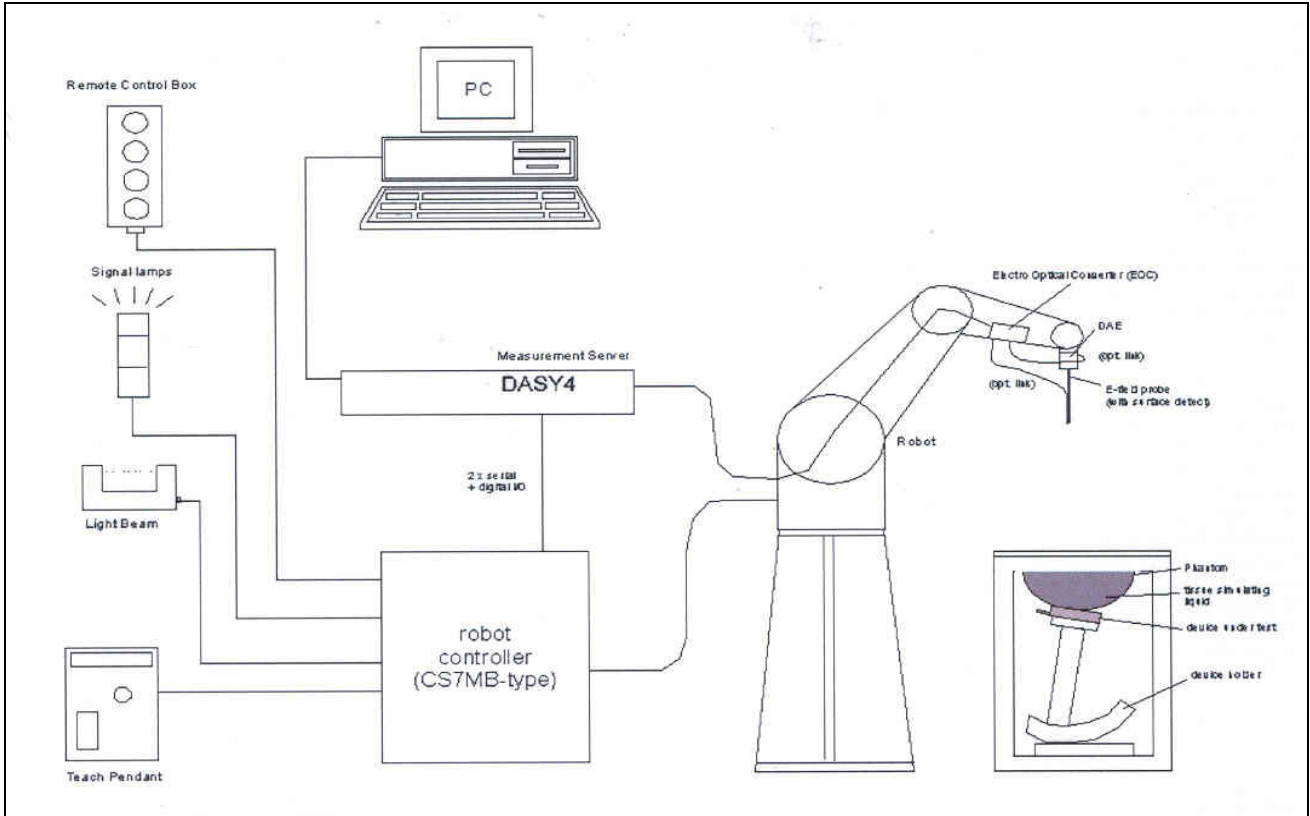 Remote Control Box
PC
Signal lamps
Electro Optical Converter (EOC)
DAE
(opt. link)
(opt. link)
E-field probe
(with surface detect)
Measurement Server
DASY4
Robot
2 x serial
+ digital I/O
Light Beam
Phantom
tissue simulating
liquid
device under test
device holder
robot
controller
(CS7MB-type)
Teach Pendant